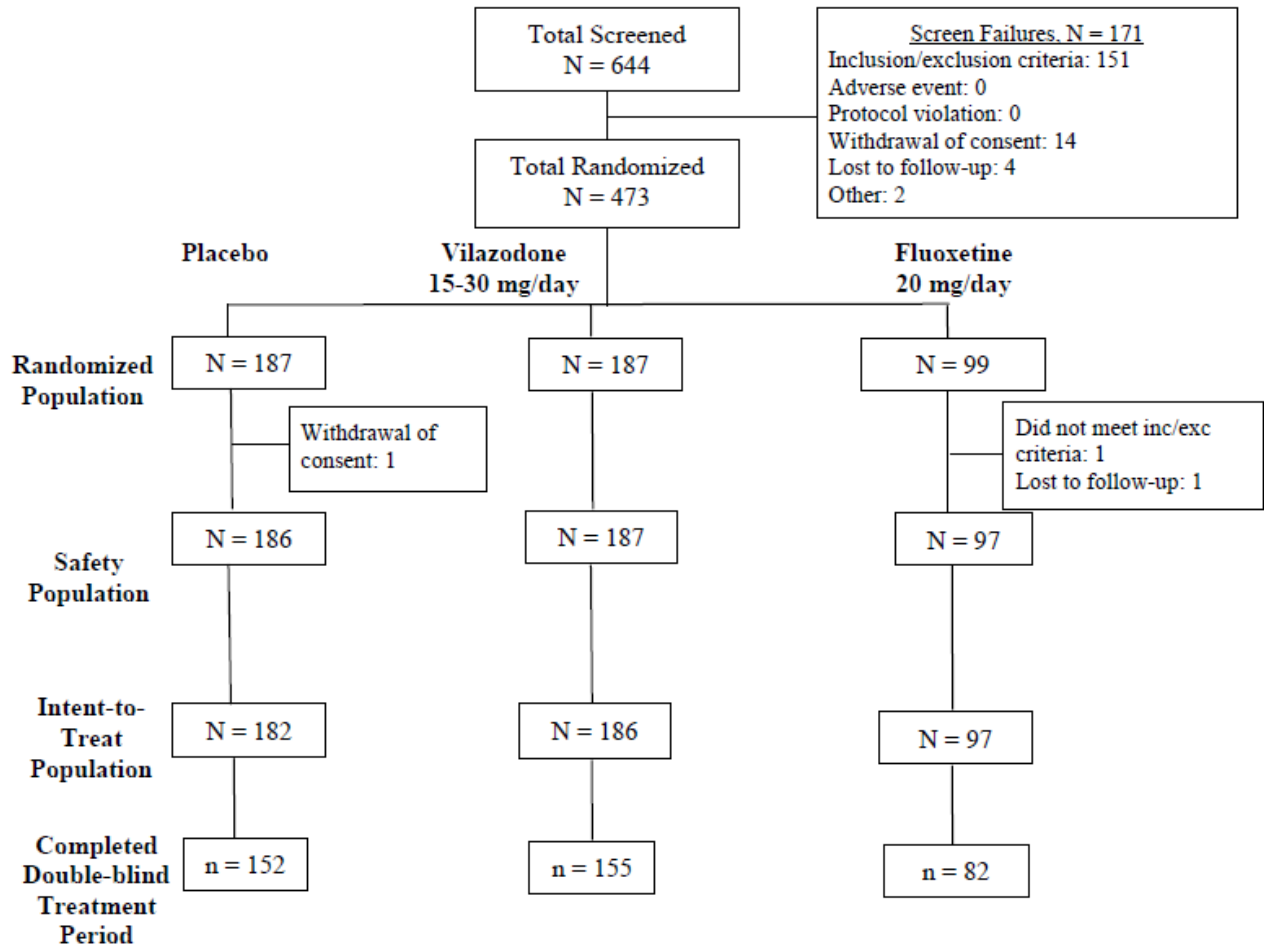 Total Screened
N = 644
Screen Failures, N = 171
Inclusion/exclusion criteria: 151
Adverse event: 0
Protocol violation: 0
Withdrawal of consent: 14
Lost to follow-up: 4
Other: 2
Total Randomized
N = 473
Placebo
Vilazodone
15-30 mg/day
Fluoxetine
20 mg/day
Randomized
Population
N = 187
N = 187
N = 99
Withdrawal of
consent: 1
Did not meet inc/exc
criteria: 1
Lost to follow-up: 1
Safety
Population
N = 186
N = 187
N = 97
Intent-to-
Treat
Population
N = 182
N = 186
N = 97
Completed
Double-blind
Treatment
Period
n = 152
n = 155
n = 82